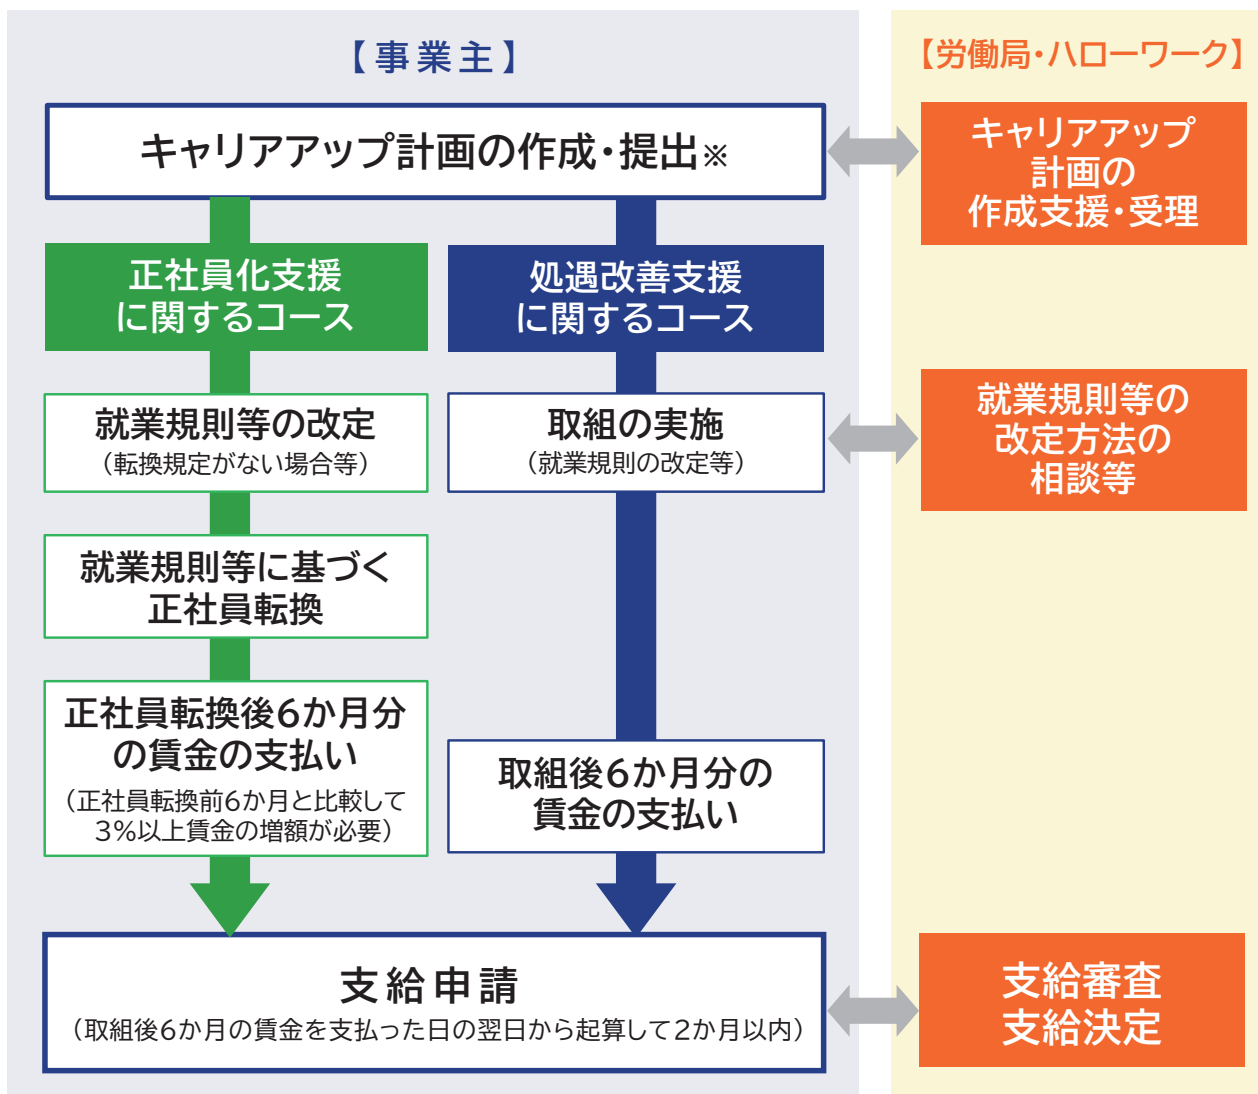 【事業主】
キャリアアップ計画の作成・提出※
正社員化支援
に関するコース
就業規則等の改定
（転換規定がない場合等）
就業規則等に基づく
正社員転換
正社員転換後6か月分
の賃金の支払い
（正社員転換前6か月と比較して
3%以上賃金の増額が必要）
処遇改善支援
に関するコース
取組の実施
（就業規則の改定等）
取組後6か月分の
賃金の支払い
支給申請
（取組後6か月の賃金を支払った日の翌日から起算して2か月以内）
【労働局・ハローワーク】
キャリアアップ
計画の
作成支援・受理
就業規則等の
改定方法の
相談等
支給審査
支給決定